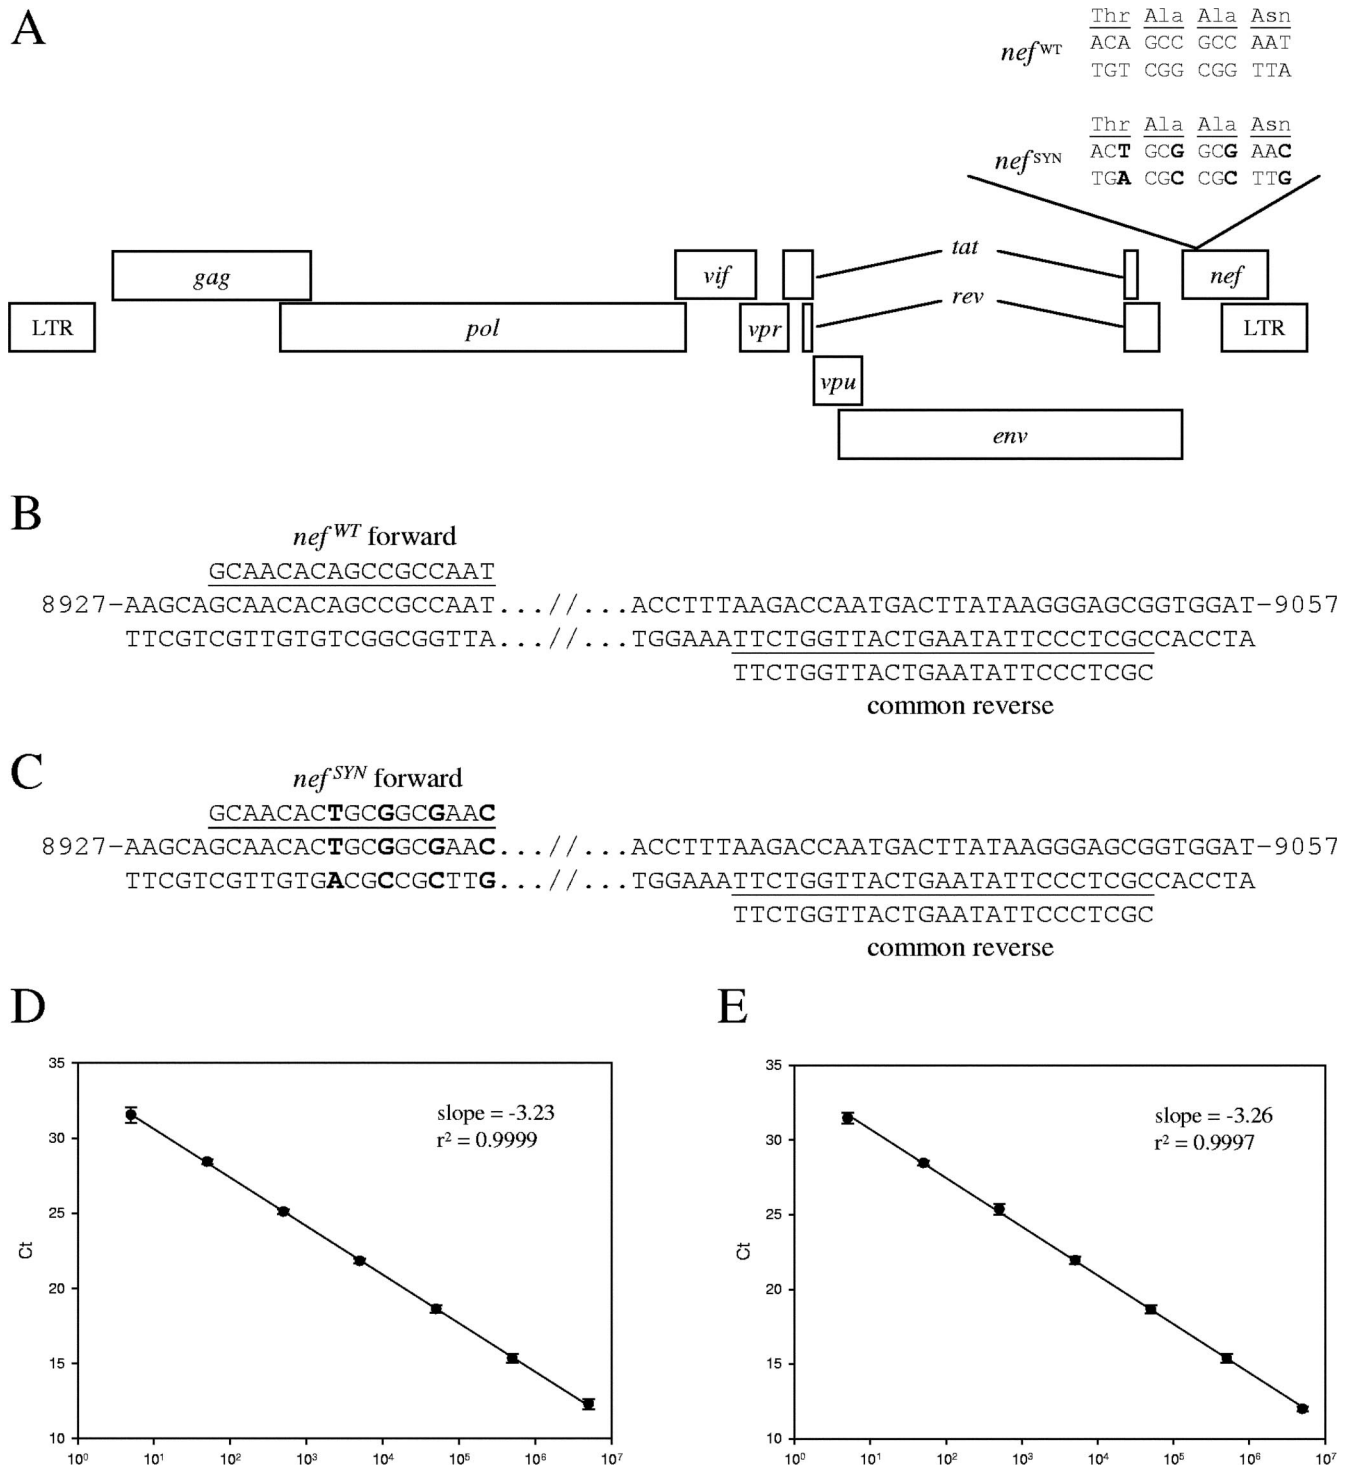 A
Thr Ala Ala Asn
nef WT ACA GCC GCC AAT
TGT CGG CGG TTA
Thr Ala Ala Asn
nef SYN ACT GCG GCG AAC
TGA CGC CGC TTG
tat
gag vif nef
rev
LTR pol vpr LTR
vpu
env
B
nef WT forward
GCAACACAGCCGCCAAT
8927-AAGCAGCAACACAGCCGCCAAT...//...ACCTTTAAGACCAATGACTTATAAGGGAGCGGTGGAT-9057
TTCGTCGTTGTGTCGGCGGTTA...//...TGGAAATTCTGGTTACTGAATATTCCCTCGCCACCTA
TTCTGGTTACTGAATATTCCCTCGC
common reverse
C
nef SYN forward
GCAACACTGCGGCGAAC
8927-AAGCAGCAACACTGCGGCGAAC...//...ACCTTTAAGACCAATGACTTATAAGGGAGCGGTGGAT-9057
TTCGTCGTTGTGACGCCGCTTG...//...TGGAAATTCTGGTTACTGAATATTCCCTCGCCACCTA
TTCTGGTTACTGAATATTCCCTCGC
common reverse
D
35
30
25
20
15
10
Ct
slope = -3.23
r² = 0.9999
10⁰ 10¹ 10² 10³ 10⁴ 10⁵ 10⁶ 10⁷
E
35
30
25
20
15
10
Ct
slope = -3.26
r² = 0.9997
10⁰ 10¹ 10² 10³ 10⁴ 10⁵ 10⁶ 10⁷